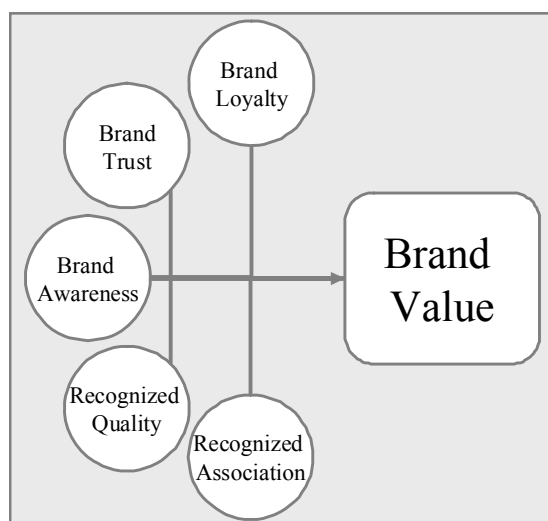 Brand
Loyalty
Brand
Trust
Brand
Awareness
Brand
Value
Recognized
Quality
Recognized
Association